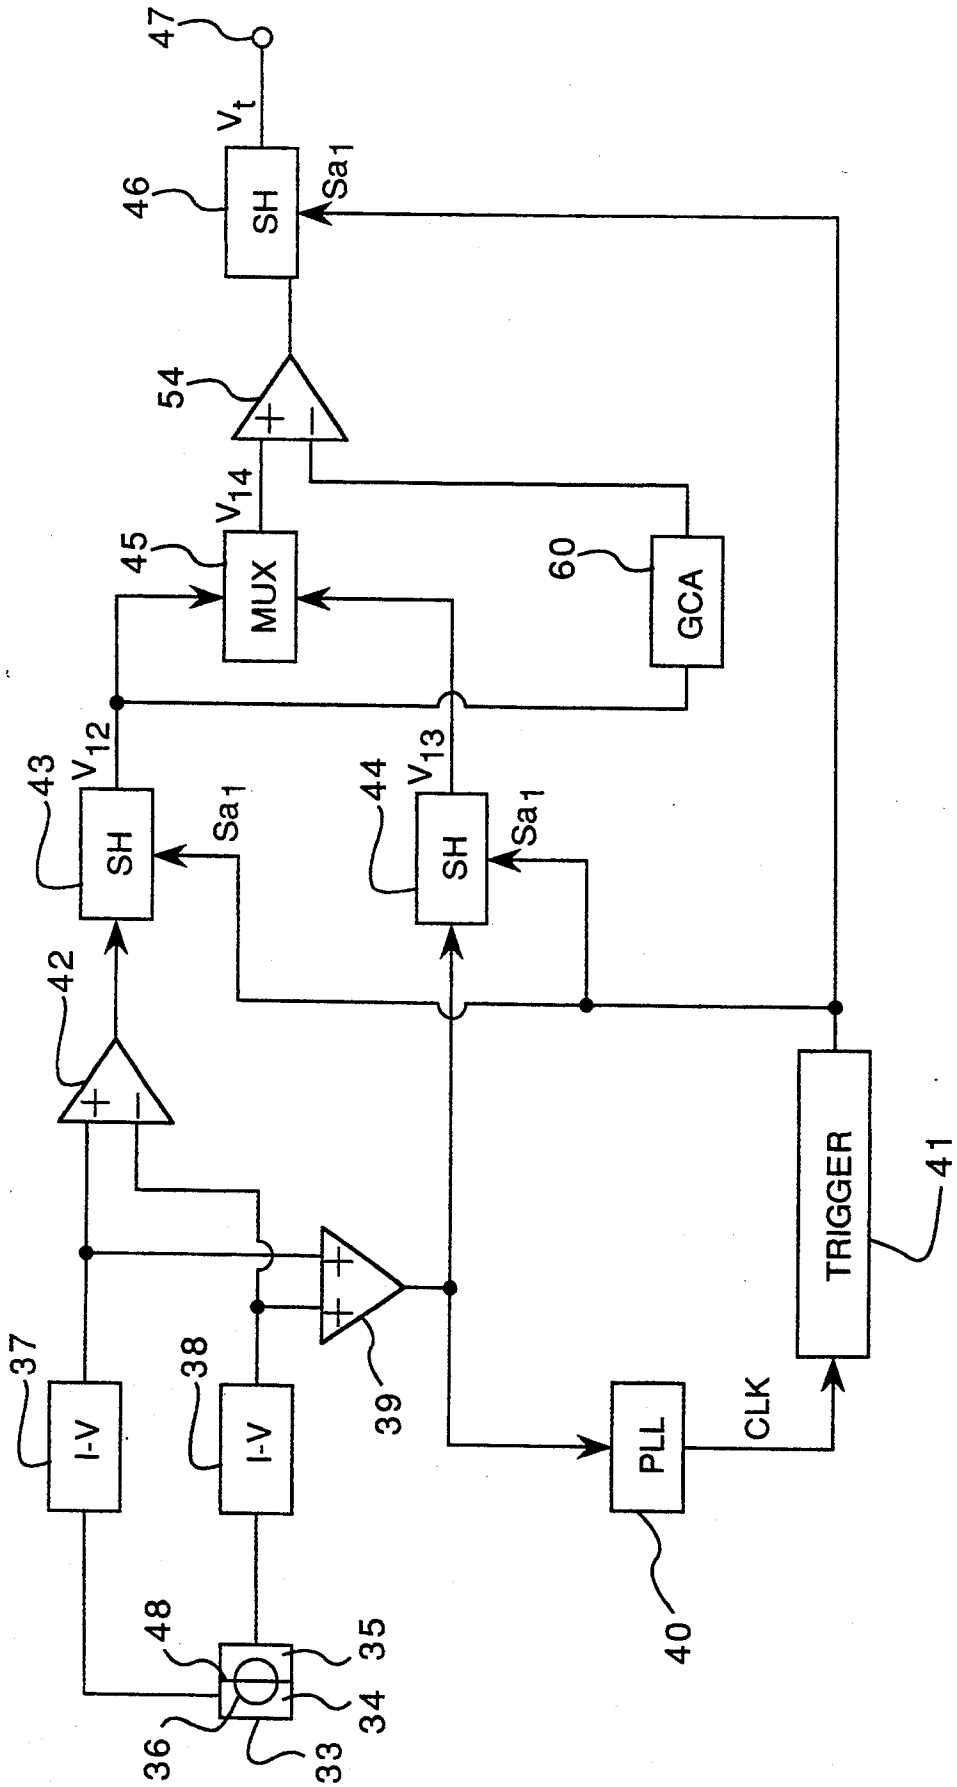 37
I-V
42
+
−
43
SH
V12
Sa1
45
MUX
V14
54
+
−
46
SH
Vt
47
Sa1
36
48
33
34
35
38
I-V
39
+
+
44
SH
V13
Sa1
60
GCA
40
PLL
CLK
TRIGGER
41